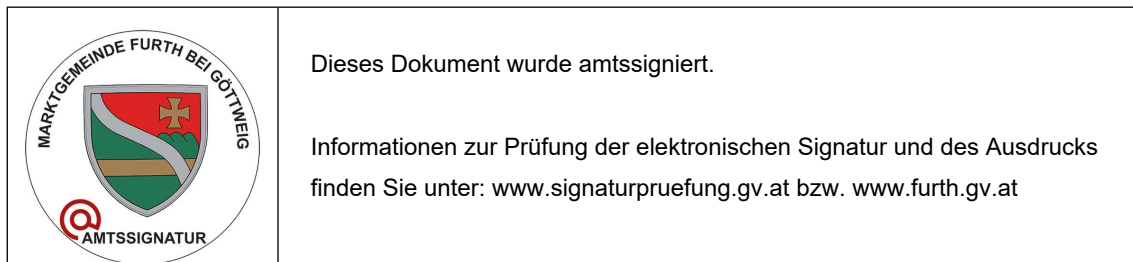 MARKTGEMEINDE FURTH BEI GÖTTWEIG
@
AMTSSIGNATUR
Dieses Dokument wurde amtssigniert.
Informationen zur Prüfung der elektronischen Signatur und des Ausdrucks
finden Sie unter: www.signaturpruefung.gv.at bzw. www.furth.gv.at